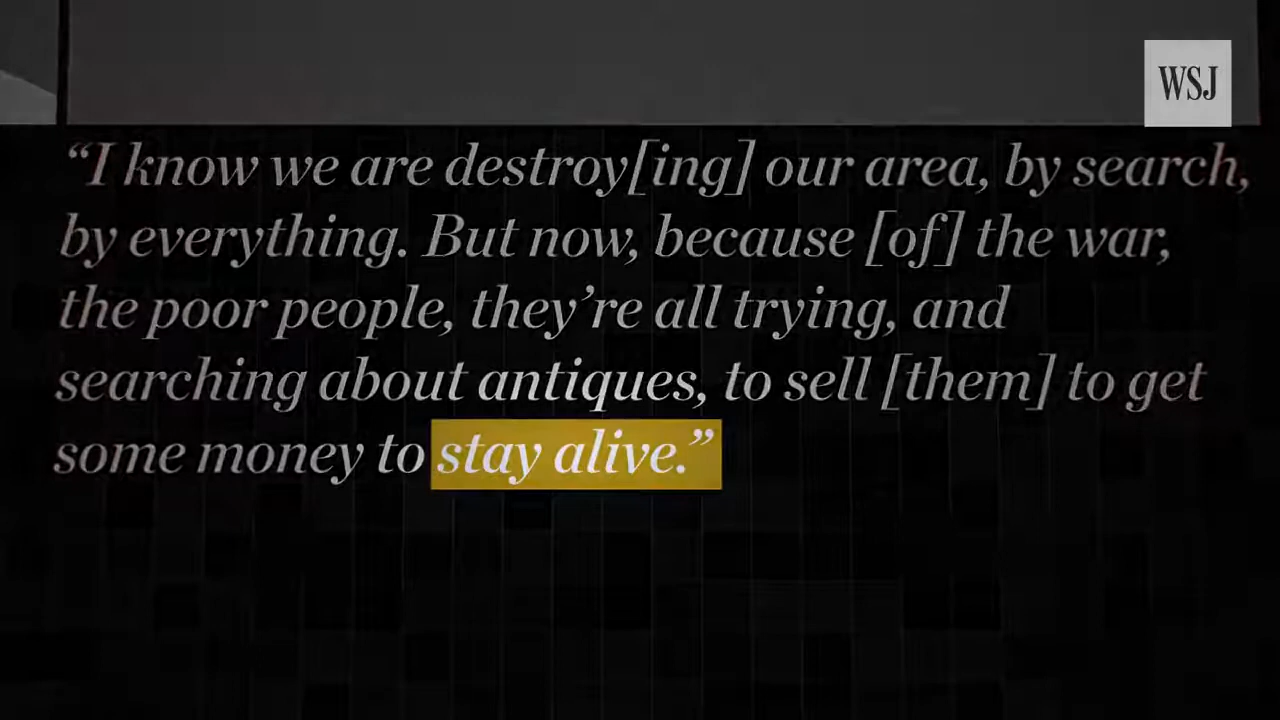 WSJ
“I know we are destroy[ing] our area, by search,
by everything. But now, because [of] the war,
the poor people, they’re all trying, and
searching about antiques, to sell [them] to get
some money to stay alive.”